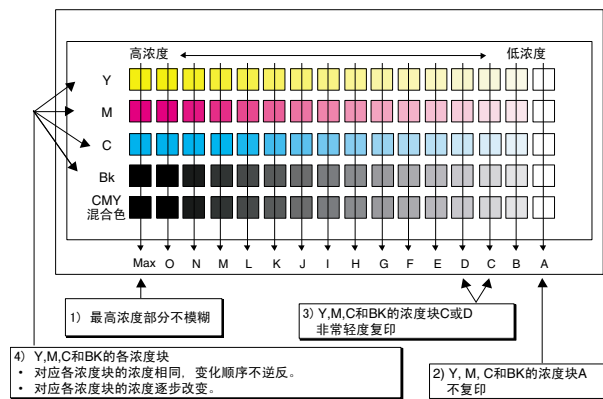 高浓度 低浓度
Y
M
C
Bk
CMY
混合色
Max O N M L K J I H G F E D C B A
1) 最高浓度部分不模糊
3) Y,M,C和BK的浓度块C或D
非常轻度复印
4) Y,M,C和BK的各浓度块
• 对应各浓度块的浓度相同，变化顺序不逆反。
• 对应各浓度块的浓度逐步改变。
2) Y, M, C和BK的浓度块A
不复印